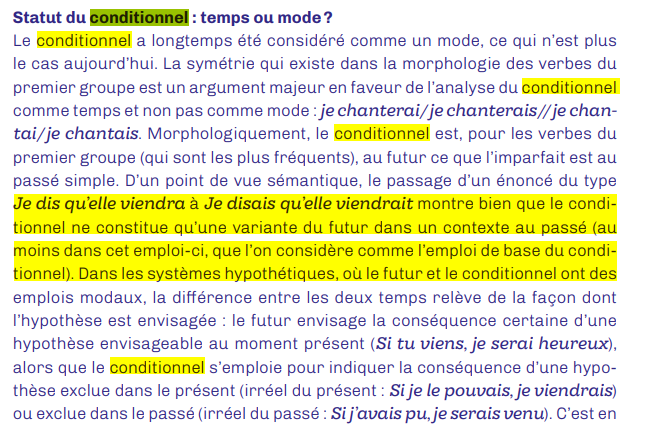 Statut du conditionnel : temps ou mode ?
Le conditionnel a longtemps été considéré comme un mode, ce qui n’est plus
le cas aujourd’hui. La symétrie qui existe dans la morphologie des verbes du
premier groupe est un argument majeur en faveur de l’analyse du conditionnel
comme temps et non pas comme mode : je chanterai/je chanterais//je chan-
tai/je chantais. Morphologiquement, le conditionnel est, pour les verbes du
premier groupe (qui sont les plus fréquents), au futur ce que l’imparfait est au
passé simple. D’un point de vue sémantique, le passage d’un énoncé du type
Je dis qu’elle viendra à Je disais qu’elle viendrait montre bien que le condi-
tionnel ne constitue qu’une variante du futur dans un contexte au passé (au
moins dans cet emploi-ci, que l’on considère comme l’emploi de base du condi-
tionnel). Dans les systèmes hypothétiques, où le futur et le conditionnel ont des
emplois modaux, la différence entre les deux temps relève de la façon dont
l’hypothèse est envisagée : le futur envisage la conséquence certaine d’une
hypothèse envisageable au moment présent (Si tu viens, je serai heureux),
alors que le conditionnel s’emploie pour indiquer la conséquence d’une hypo-
thèse exclue dans le présent (irréel du présent : Si je le pouvais, je viendrais)
ou exclue dans le passé (irréel du passé : Si j’avais pu, je serais venu). C’est en